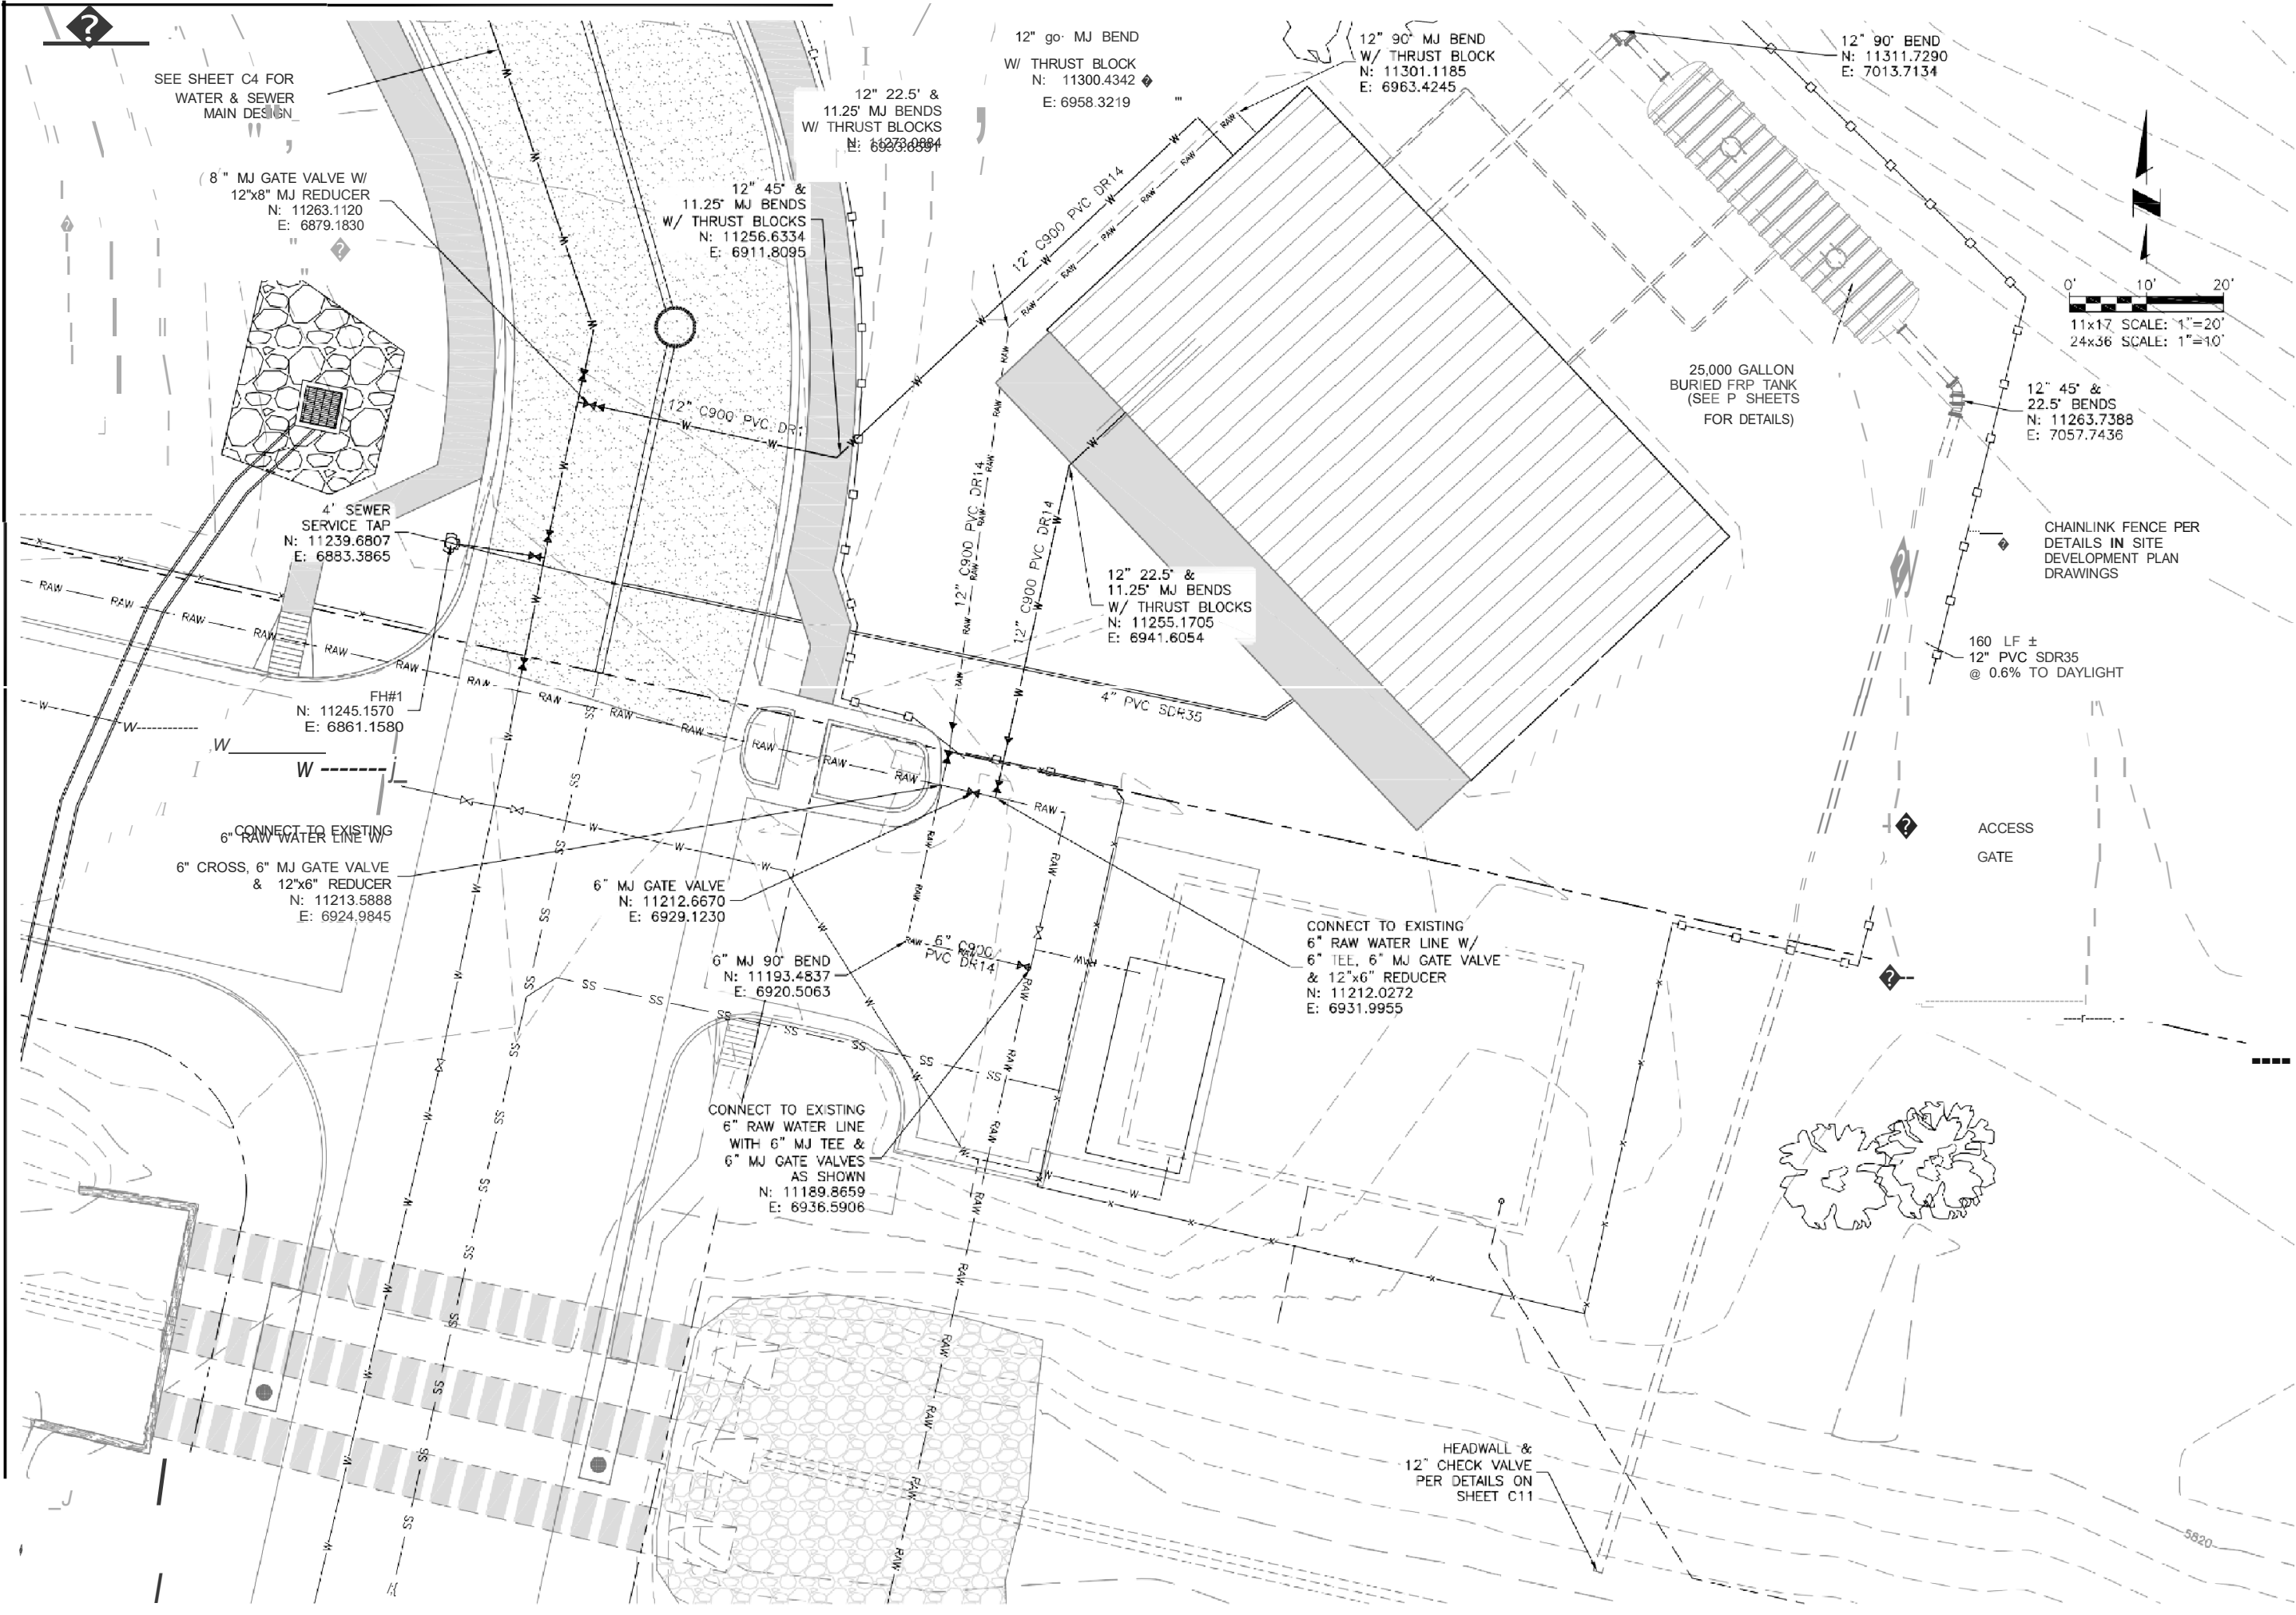 SEE SHEET C4 FOR
WATER & SEWER
MAIN DESIGN
8" MJ GATE VALVE W/
12"x8" MJ REDUCER
N: 11263.1120
E: 6879.1830
12" 45° &
11.25° MJ BENDS
W/ THRUST BLOCKS
N: 11256.6334
E: 6911.8095
12" 22.5' &
11.25' MJ BENDS
W/ THRUST BLOCKS
12" go· MJ BEND
W/ THRUST BLOCK
N: 11300.4342
E: 6958.3219
12" 90° MJ BEND
W/ THRUST BLOCK
N: 11301.1185
E: 6963.4245
12" 90° BEND
N: 11311.7290
E: 7013.7134
0' 10' 20'
11x17 SCALE: 1"=20'
24x36 SCALE: 1"=10'
25,000 GALLON
BURIED FRP TANK
(SEE P SHEETS
FOR DETAILS)
12" 45° &
22.5° BENDS
N: 11263.7388
E: 7057.7436
12" C900 PVC DR14
12" C900 PVC DR1
12" C900 PVC DR14
12" C900 PVC DR14
4' SEWER
SERVICE TAP
N: 11239.6807
E: 6883.3865
CHAINLINK FENCE PER
DETAILS IN SITE
DEVELOPMENT PLAN
DRAWINGS
12" 22.5° &
11.25° MJ BENDS
W/ THRUST BLOCKS
N: 11255.1705
E: 6941.6054
160 LF ±
12" PVC SDR35
@ 0.6% TO DAYLIGHT
4" PVC SDR35
FH#1
N: 11245.1570
E: 6861.1580
CONNECT TO EXISTING
6" RAW WATER LINE W/
6" CROSS, 6" MJ GATE VALVE
& 12"x6" REDUCER
N: 11213.5888
E: 6924.9845
6" MJ GATE VALVE
N: 11212.6670
E: 6929.1230
ACCESS
GATE
6" MJ 90° BEND
N: 11193.4837
E: 6920.5063
6" C900
PVC DR14
CONNECT TO EXISTING
6" RAW WATER LINE W/
6" TEE, 6" MJ GATE VALVE
& 12"x6" REDUCER
N: 11212.0272
E: 6931.9955
CONNECT TO EXISTING
6" RAW WATER LINE
WITH 6" MJ TEE &
6" MJ GATE VALVES
AS SHOWN
N: 11189.8659
E: 6936.5906
HEADWALL &
12" CHECK VALVE
PER DETAILS ON
SHEET C11
5820